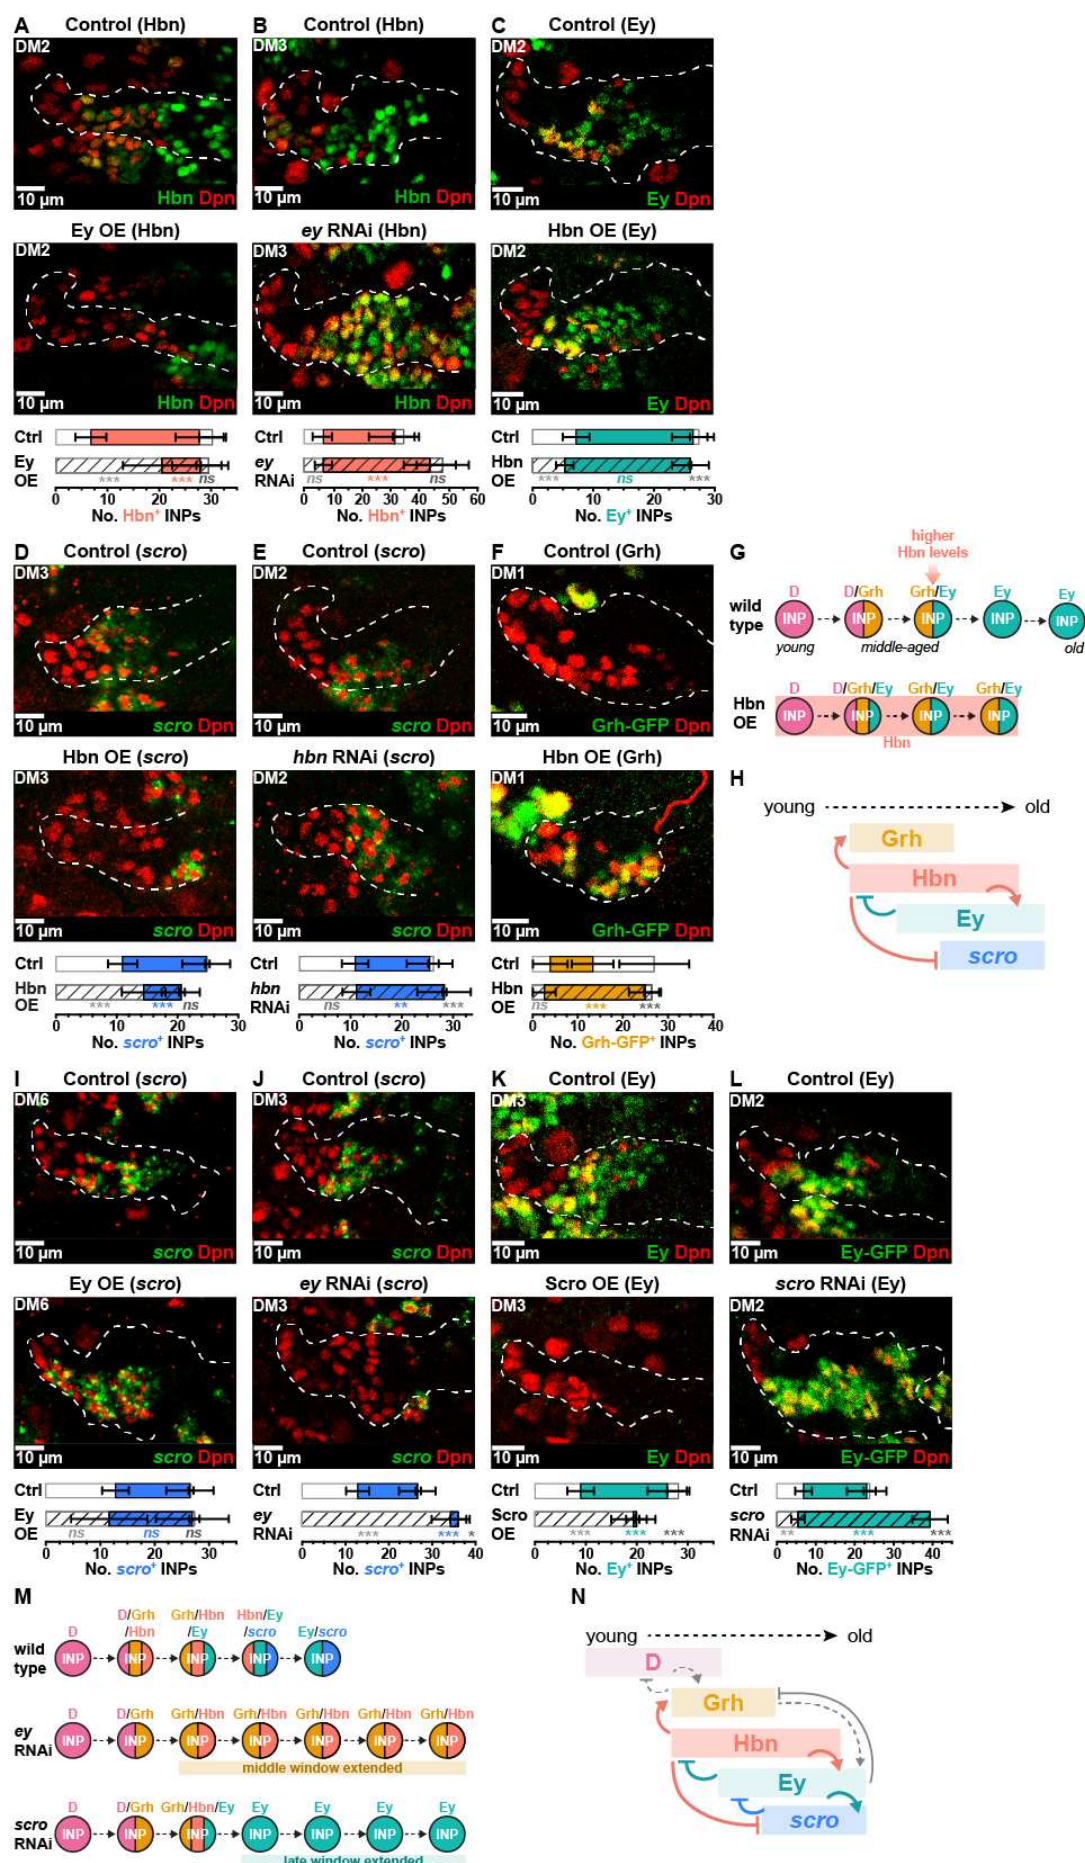 A Control (Hbn)
DM2
10 µm
Hbn Dpn
Ey OE (Hbn)
DM2
10 µm
Hbn Dpn
Ctrl
Ey OE
*** *** ns
0 10 20 30
No. Hbn+ INPs
B Control (Hbn)
DM3
10 µm
Hbn Dpn
ey RNAi (Hbn)
DM3
10 µm
Hbn Dpn
Ctrl
ey RNAi
ns *** ns
0 10 20 30 40 50 60
No. Hbn+ INPs
C Control (Ey)
DM2
10 µm
Ey Dpn
Hbn OE (Ey)
DM2
10 µm
Ey Dpn
Ctrl
Hbn OE
*** ns ***
0 10 20 30
No. Ey+ INPs
D Control (scro)
DM3
10 µm
scro Dpn
Hbn OE (scro)
DM3
10 µm
scro Dpn
Ctrl
Hbn OE
*** *** ns
0 10 20 30
No. scro+ INPs
E Control (scro)
DM2
10 µm
scro Dpn
hbn RNAi (scro)
DM2
10 µm
scro Dpn
Ctrl
hbn RNAi
ns ** ***
0 10 20 30
No. scro+ INPs
F Control (Grh)
DM1
10 µm
Grh-GFP Dpn
Hbn OE (Grh)
DM1
10 µm
Grh-GFP Dpn
Ctrl
Hbn OE
ns *** ***
0 10 20 30 40
No. Grh-GFP+ INPs
G
higher
Hbn levels
D D/Grh Grh/Ey Ey Ey
wild type
INP INP INP INP INP
young middle-aged old
D D/Grh/Ey Grh/Ey Grh/Ey
Hbn OE
INP INP INP INP
Hbn
H
young old
Grh
Hbn
Ey
scro
I Control (scro)
DM6
10 µm
scro Dpn
Ey OE (scro)
DM6
10 µm
scro Dpn
Ctrl
Ey OE
ns ns ns
0 10 20 30
No. scro+ INPs
J Control (scro)
DM3
10 µm
scro Dpn
ey RNAi (scro)
DM3
10 µm
scro Dpn
Ctrl
ey RNAi
*** *** *
0 10 20 30 40
No. scro+ INPs
K Control (Ey)
DM3
10 µm
Ey Dpn
Scro OE (Ey)
DM3
10 µm
Ey Dpn
Ctrl
Scro OE
*** *** ***
0 10 20 30
No. Ey+ INPs
L Control (Ey)
DM2
10 µm
Ey-GFP Dpn
scro RNAi (Ey)
DM2
10 µm
Ey-GFP Dpn
Ctrl
scro RNAi
** *** ***
0 10 20 30 40
No. Ey-GFP+ INPs
M
D D/Grh/Hbn Grh/Hbn/Ey Hbn/Ey/scro Ey/scro
wild type
INP INP INP INP INP
D D/Grh Grh/Hbn Grh/Hbn Grh/Hbn Grh/Hbn Grh/Hbn
ey RNAi
INP INP INP INP INP INP INP
middle window extended
D D/Grh Grh/Hbn/Ey Ey Ey Ey Ey
scro RNAi
INP INP INP INP INP INP INP
late window extended
N
young old
D
Grh
Hbn
Ey
scro